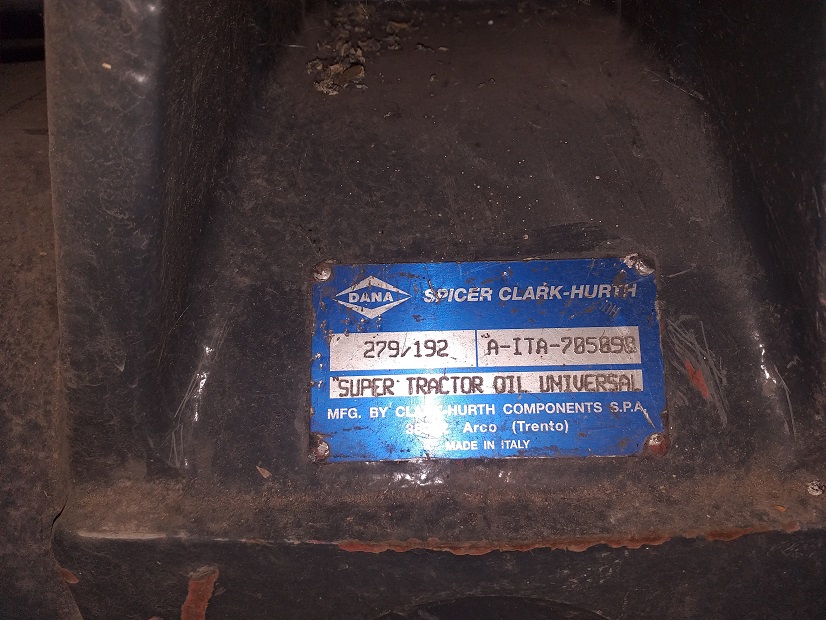 DANA SPICER CLARK-HURTH
279/192 A-ITA-705098
"SUPER TRACTOR OIL UNIVERSAL
MFG. BY CLARK-HURTH COMPONENTS S.P.A.
Arco (Trento)
MADE IN ITALY